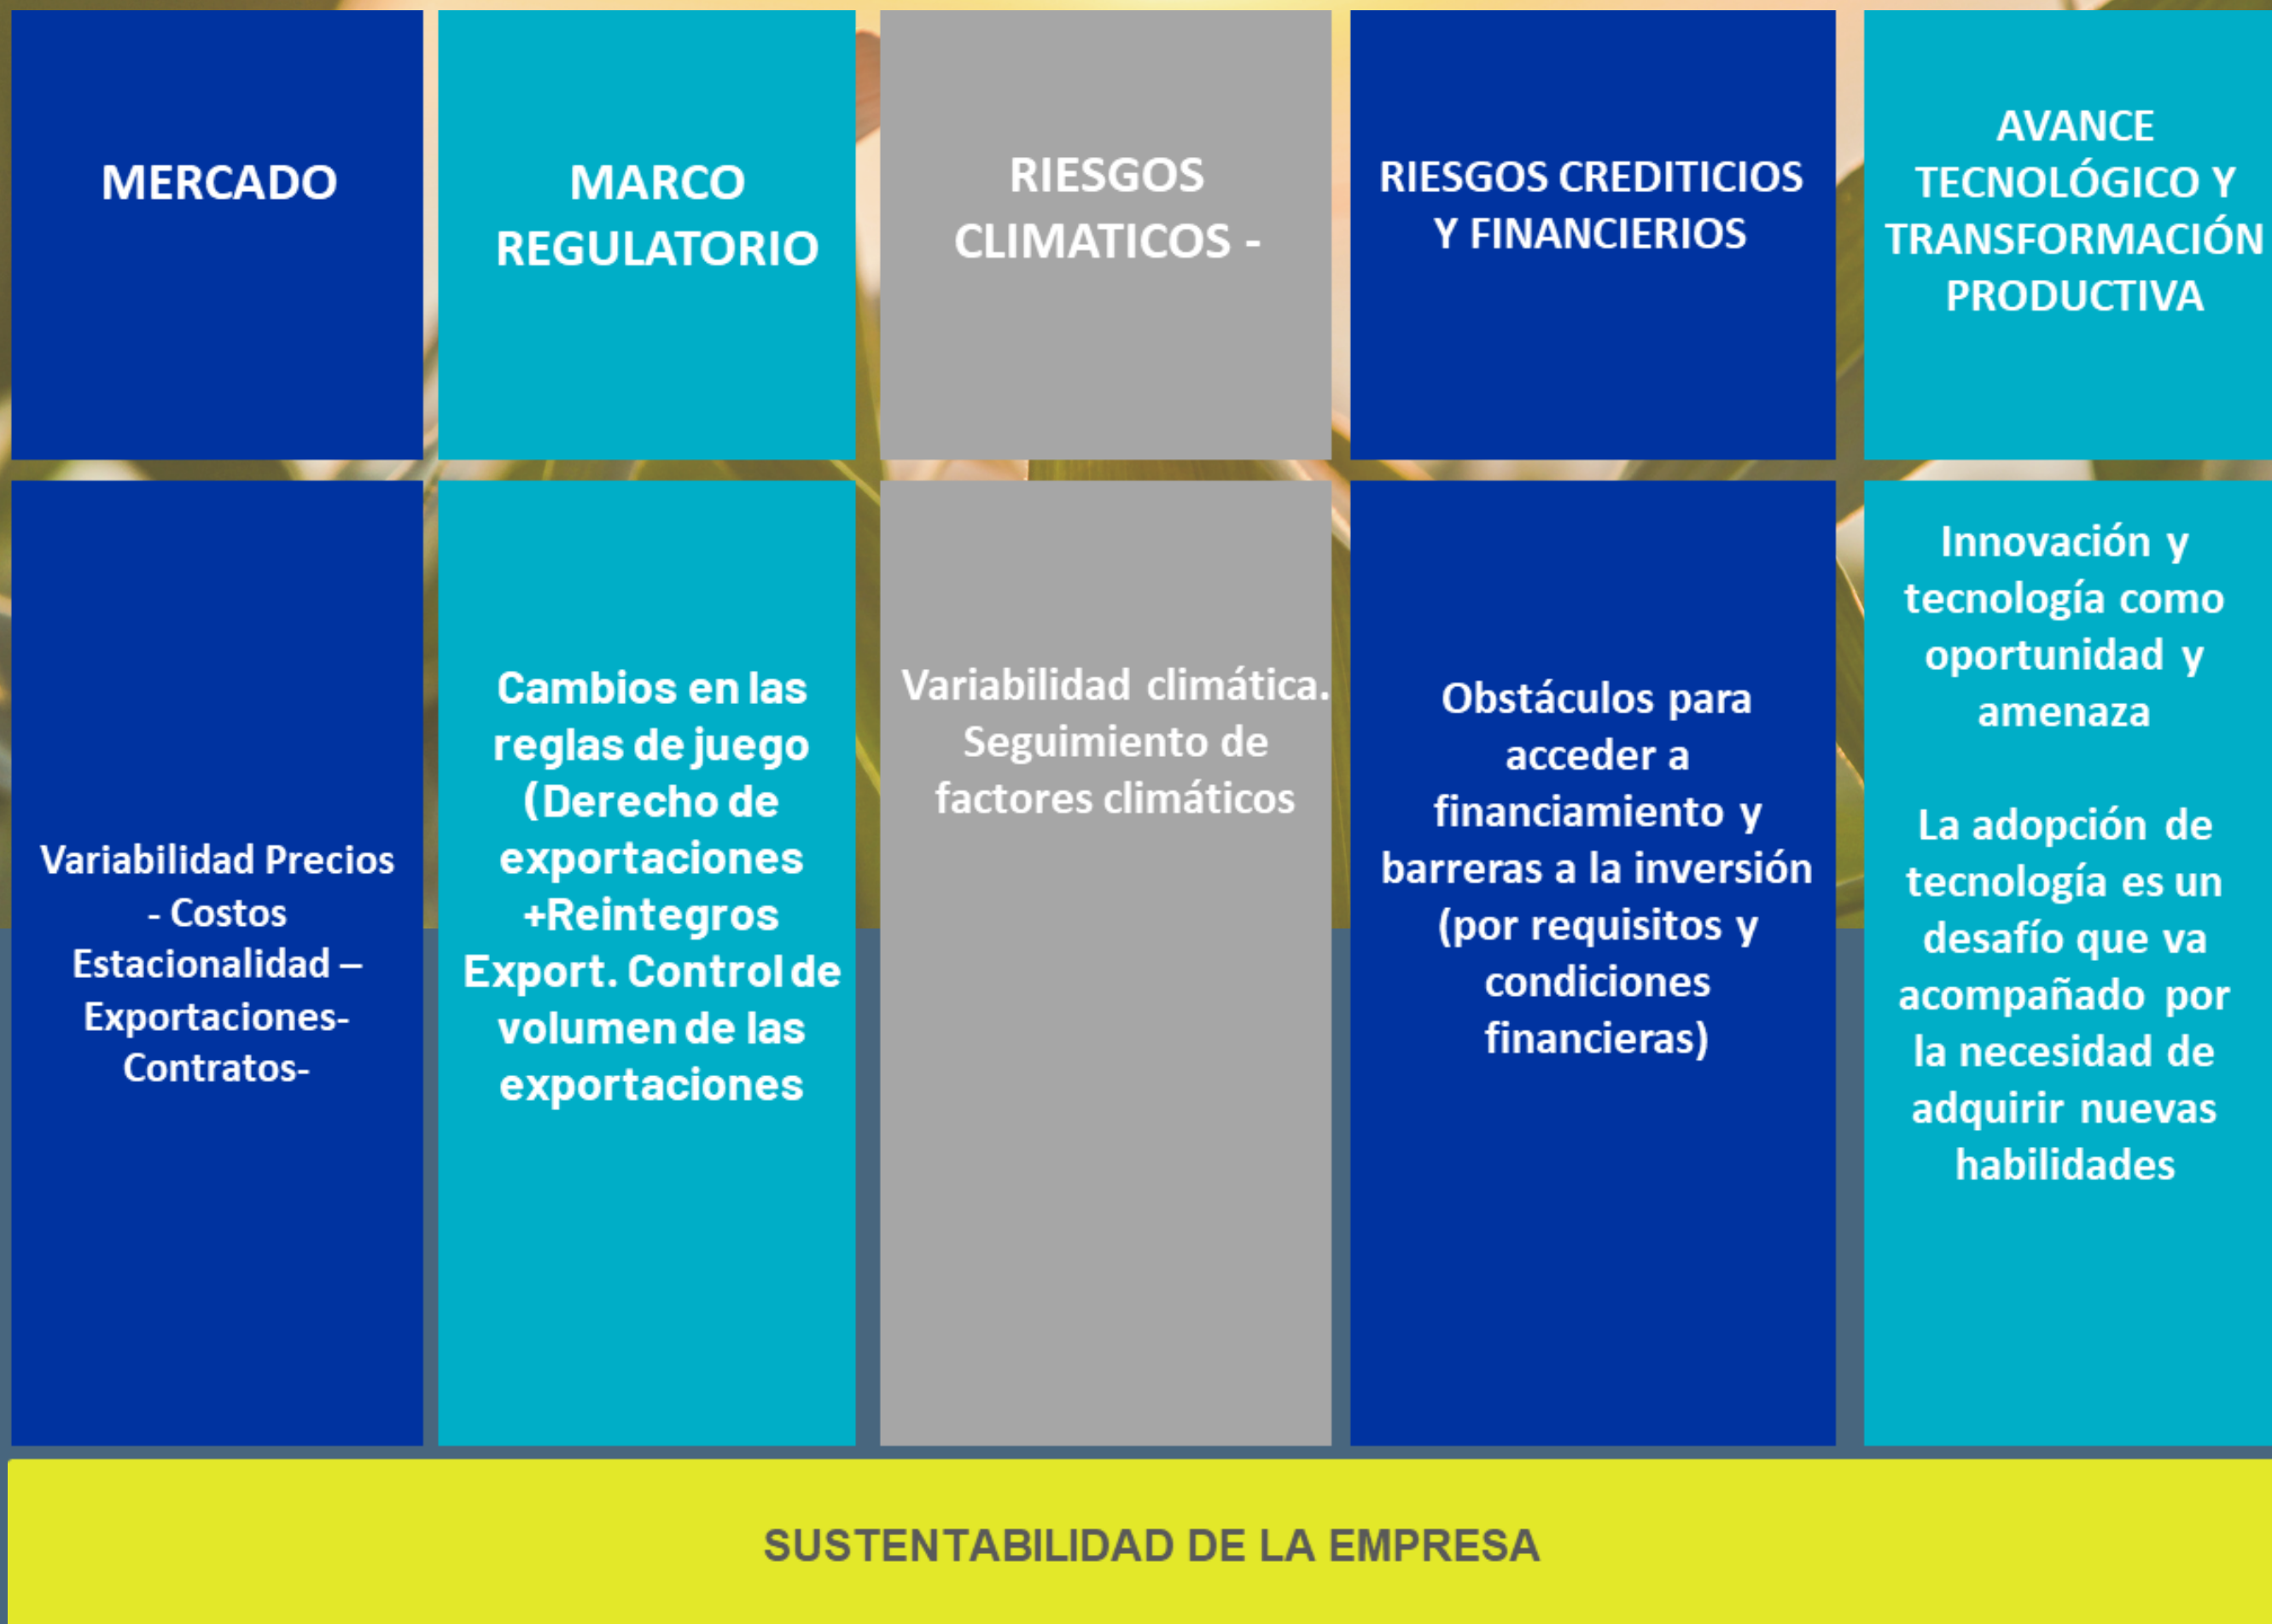 MERCADO
MARCO
REGULATORIO
RIESGOS
CLIMATICOS -
RIESGOS CREDITICIOS
Y FINANCIERIOS
AVANCE
TECNOLÓGICO Y
TRANSFORMACIÓN
PRODUCTIVA
Variabilidad Precios
- Costos
Estacionalidad –
Exportaciones-
Contratos-
Cambios en las
reglas de juego
(Derecho de
exportaciones
+Reintegros
Export. Control de
volumen de las
exportaciones
Variabilidad climática.
Seguimiento de
factores climáticos
Obstáculos para
acceder a
financiamiento y
barreras a la inversión
(por requisitos y
condiciones
financieras)
Innovación y
tecnología como
oportunidad y
amenaza
La adopción de
tecnología es un
desafío que va
acompañado por
la necesidad de
adquirir nuevas
habilidades
SUSTENTABILIDAD DE LA EMPRESA